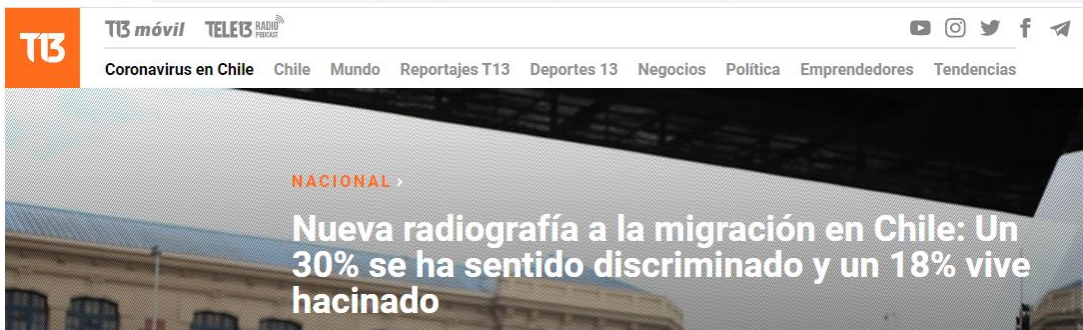 T13
T13 móvil TELE13 RADIO PODCAST
Coronavirus en Chile Chile Mundo Reportajes T13 Deportes 13 Negocios Política Emprendedores Tendencias
NACIONAL ›
Nueva radiografía a la migración en Chile: Un
30% se ha sentido discriminado y un 18% vive
hacinado